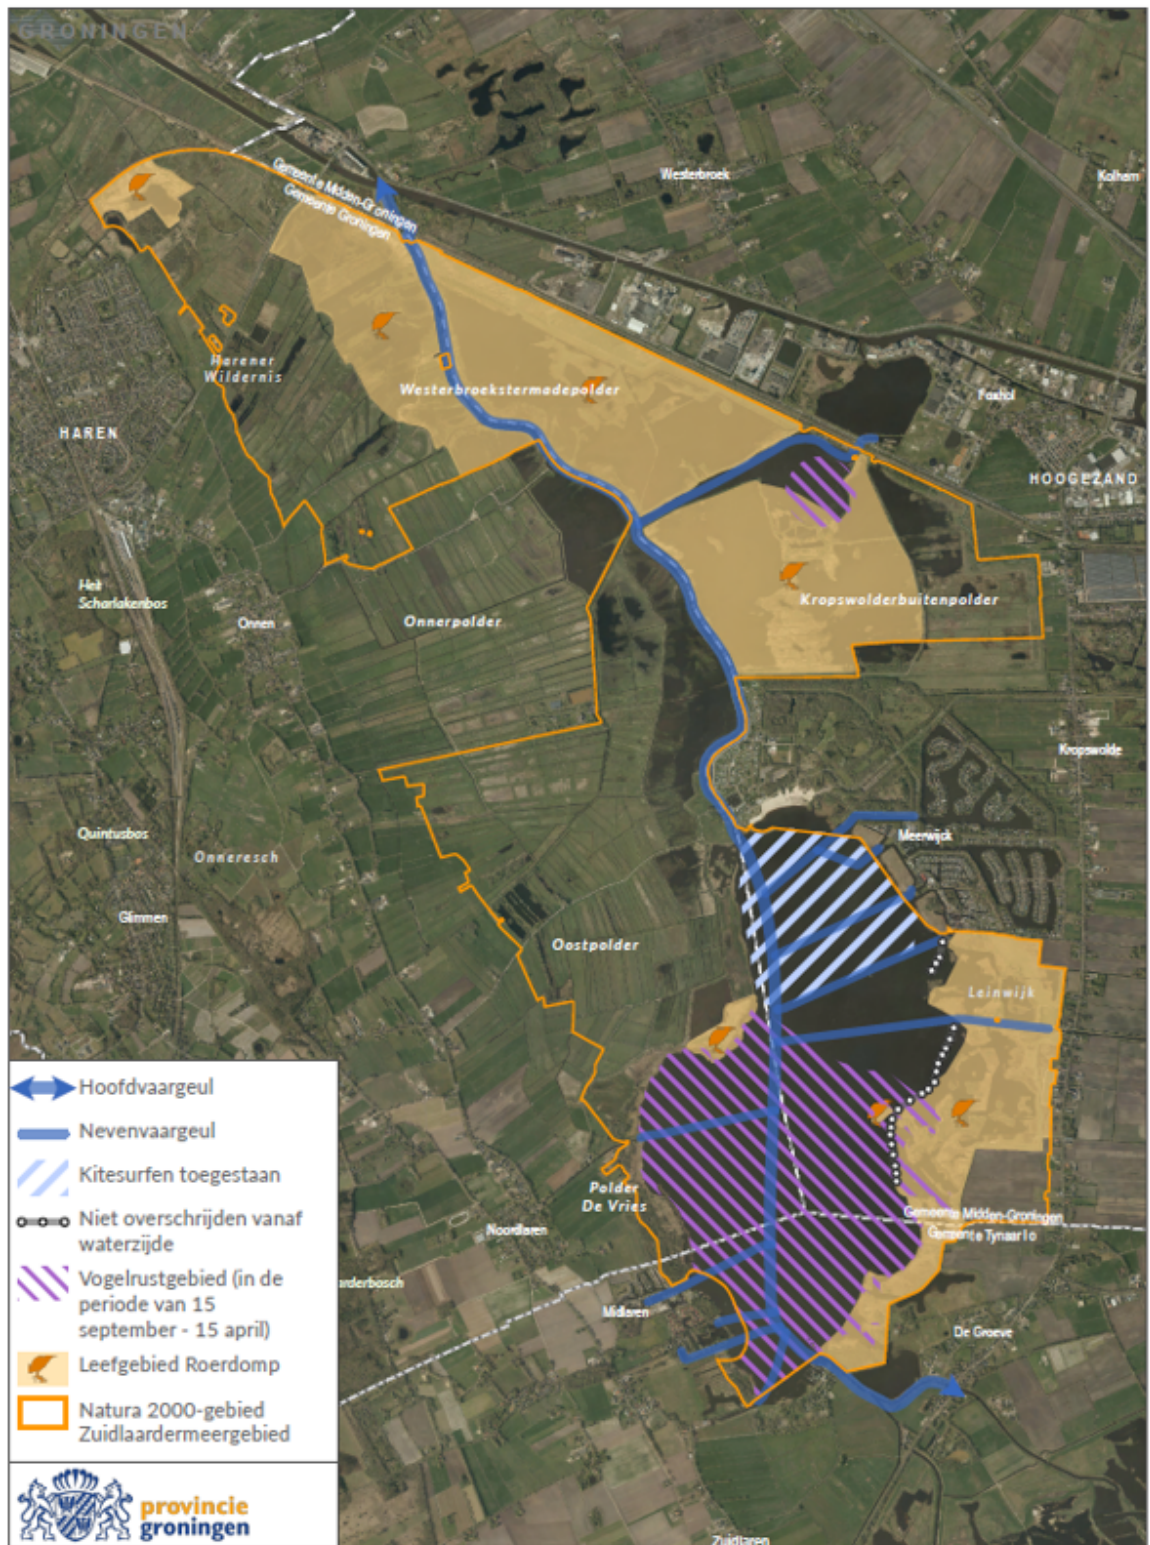 GRONINGEN
Gemeente Midden-Groningen
Gemeente Groningen
Westerbroek
Kolham
Harener
Wildernis
Westerbroekstermadepolder
Foxhol
HAREN
HOOGEZAND
Het
Scharlakenbos
Onnen
Onnerpolder
Kropswolderbuitenpolder
Kropswolde
Quintusbos
Onneresch
Meerwijck
Glimmen
Oostpolder
Leinwijk
Polder
De Vries
Noordlaren
Gemeente Midden-Groningen
Gemeente Tynaarlo
arderbosch
Midlaren
De Groeve
Zuidlaren
Hoofdvaargeul
Nevenvaargeul
Kitesurfen toegestaan
Niet overschrijden vanaf
waterzijde
Vogelrustgebied (in de
periode van 15
september - 15 april)
Leefgebied Roerdomp
Natura 2000-gebied
Zuidlaardermeergebied
provincie
groningen